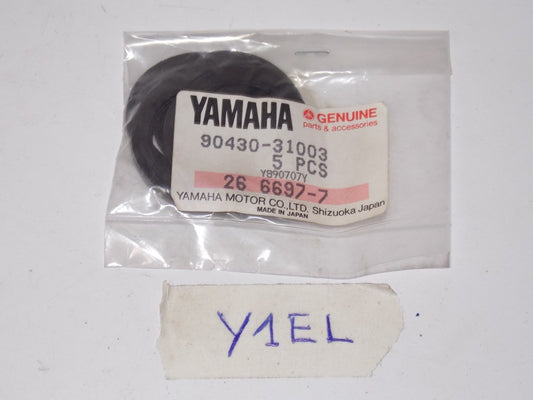 YAMAHA GENUINE
parts & accessories
90430-31003
5 PCS
YB90707Y
26 6697-7
YAMAHA MOTOR CO.,LTD. Shizuoka Japan
MADE IN JAPAN
Y1EL